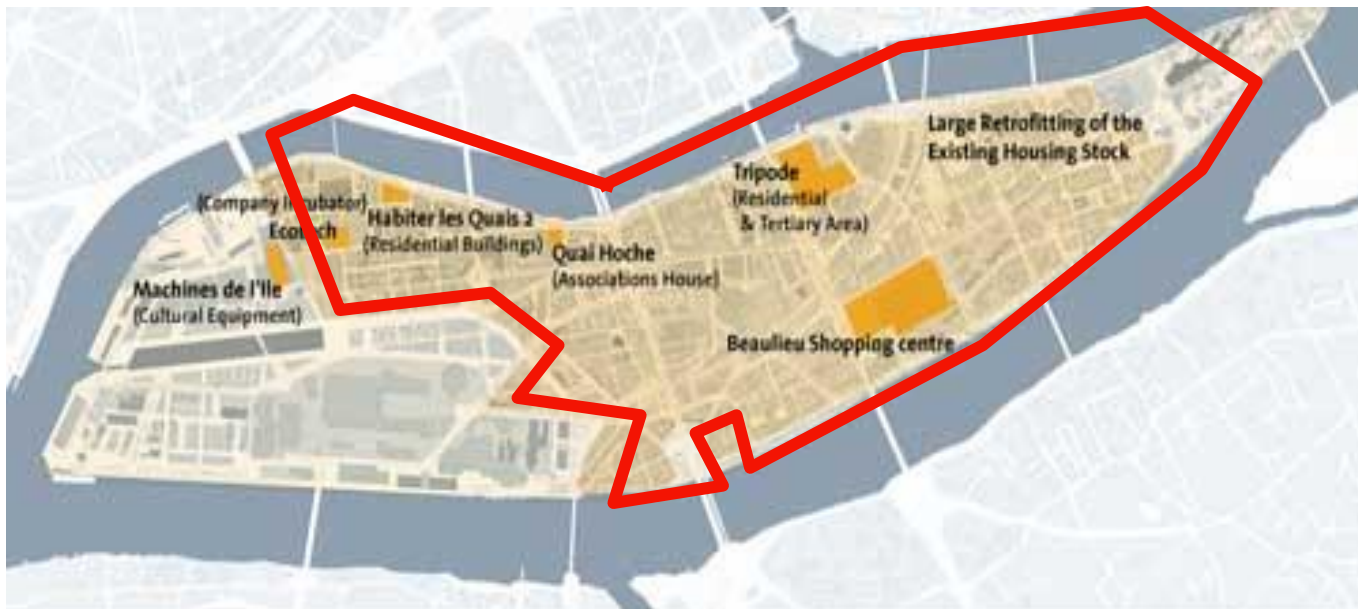 Large Retrofitting of the
Existing Housing Stock
Tripode
(Residential
& Tertiary Area)
(Company Incubator)
Ecotech
Habiter les Quais 2
(Residential Buildings)
Quai Hoche
(Associations House)
Machines de l'Ile
(Cultural Equipment)
Beaulieu Shopping centre